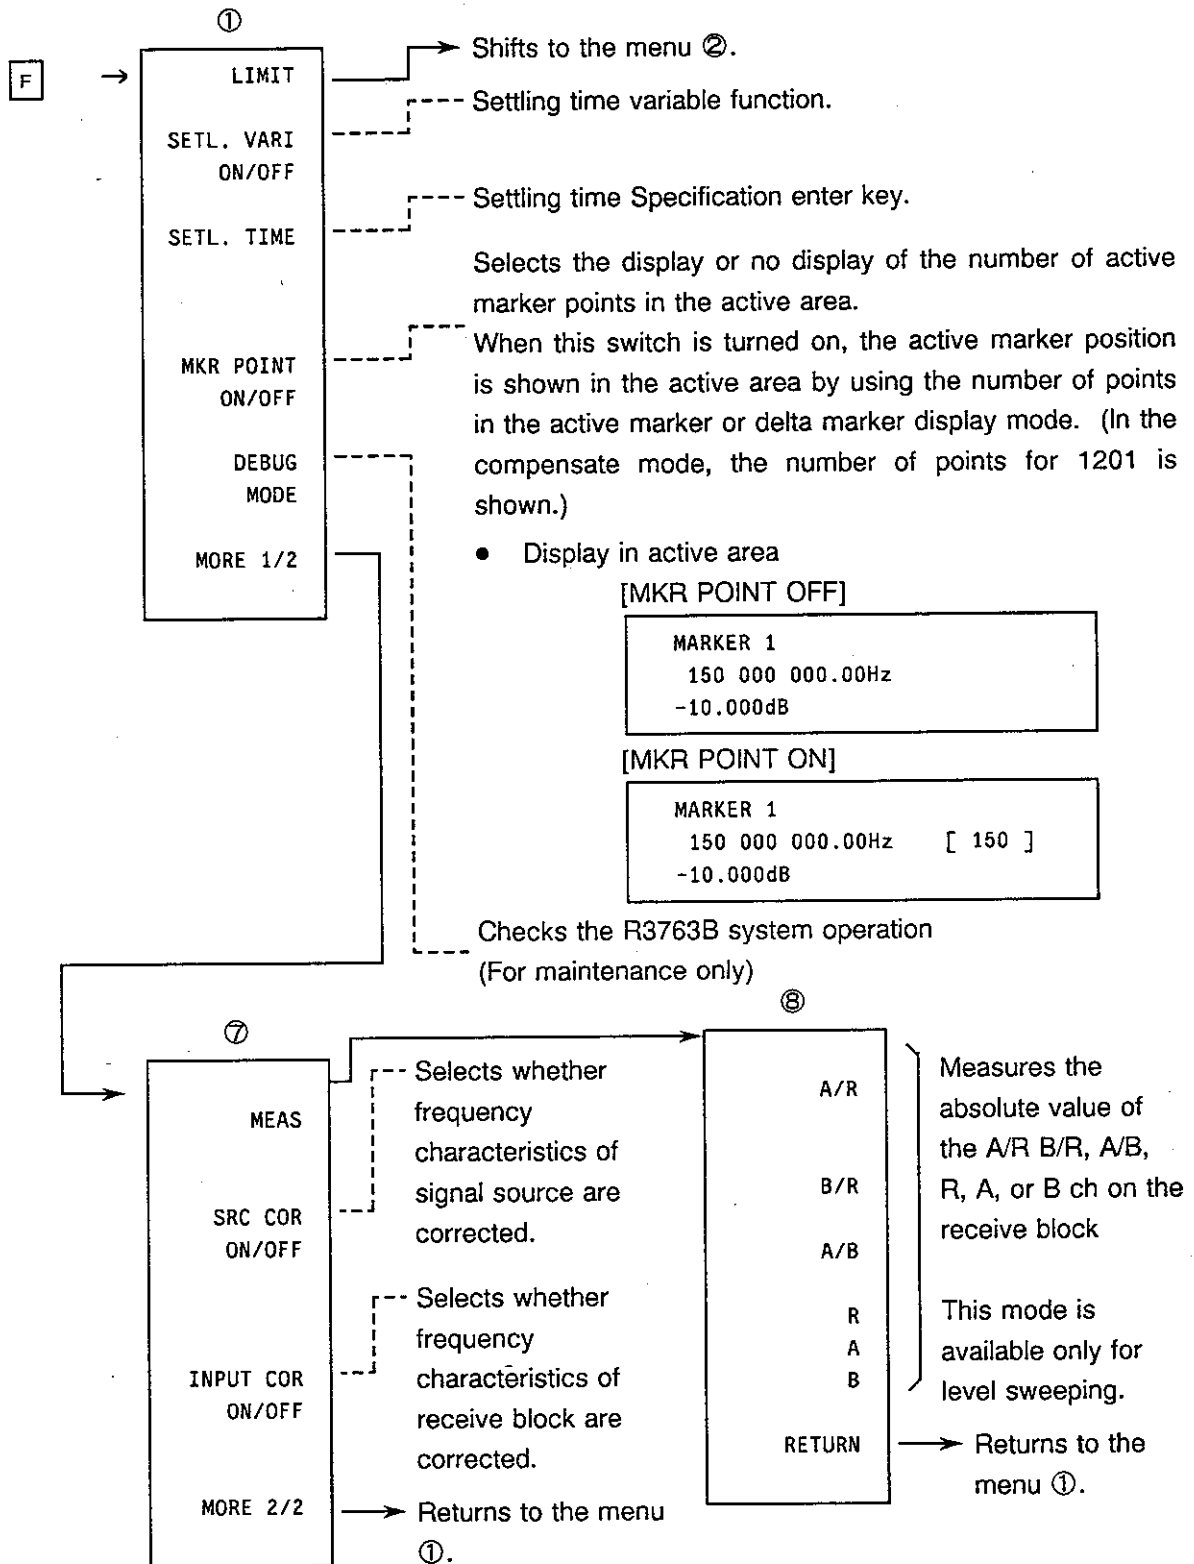 ①
F → LIMIT
Shifts to the menu ②.
SETL. VARI
ON/OFF
Settling time variable function.
SETL. TIME
Settling time Specification enter key.
MKR POINT
ON/OFF
Selects the display or no display of the number of active
marker points in the active area.
When this switch is turned on, the active marker position
is shown in the active area by using the number of points
in the active marker or delta marker display mode. (In the
compensate mode, the number of points for 1201 is
shown.)
● Display in active area
[MKR POINT OFF]
MARKER 1
150 000 000.00Hz
-10.000dB
[MKR POINT ON]
MARKER 1
150 000 000.00Hz [ 150 ]
-10.000dB
DEBUG
MODE
Checks the R3763B system operation
(For maintenance only)
MORE 1/2
⑦
MEAS
SRC COR
ON/OFF
Selects whether
frequency
characteristics of
signal source are
corrected.
INPUT COR
ON/OFF
Selects whether
frequency
characteristics of
receive block are
corrected.
MORE 2/2
Returns to the menu
①.
⑧
A/R
B/R
A/B
R
A
B
Measures the
absolute value of
the A/R B/R, A/B,
R, A, or B ch on the
receive block
This mode is
available only for
level sweeping.
RETURN
Returns to the
menu ①.